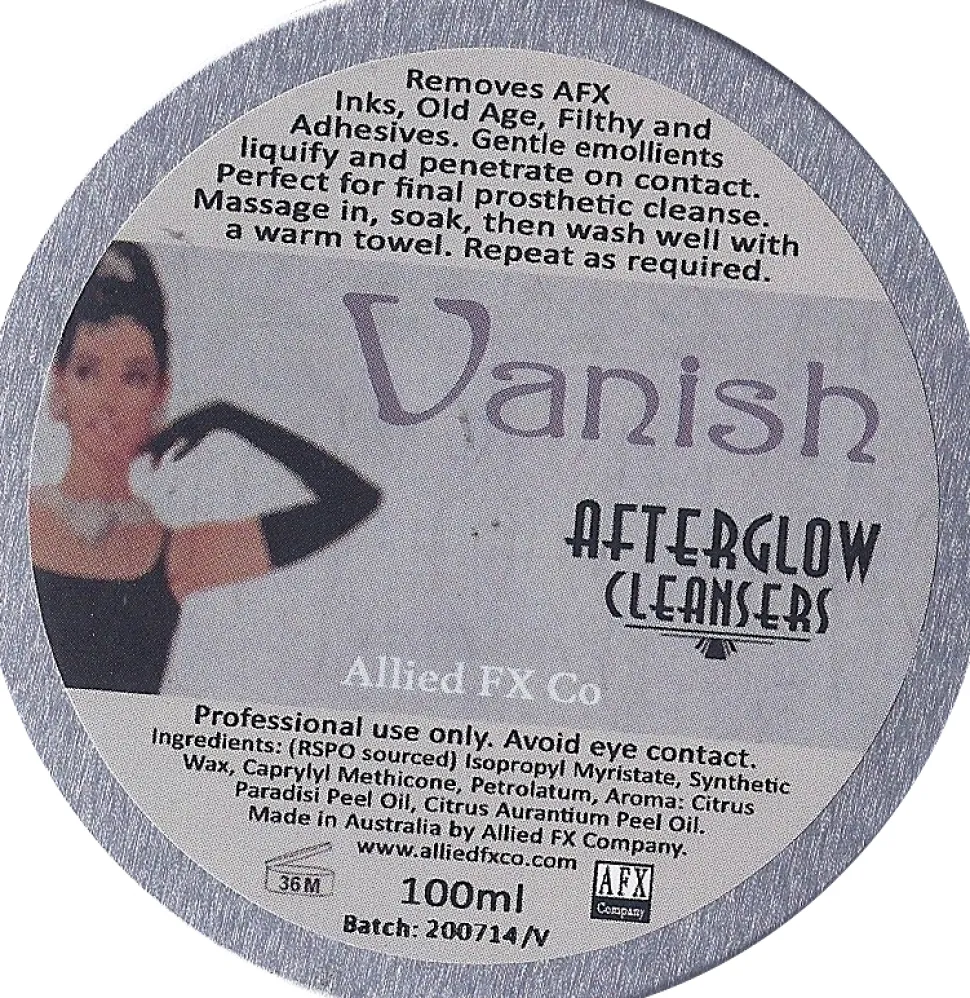 Removes AFX
Inks, Old Age, Filthy and
Adhesives. Gentle emollients
liquify and penetrate on contact.
Perfect for final prosthetic cleanse.
Massage in, soak, then wash well with
a warm towel. Repeat as required.
Vanish
AFTERGLOW
CLEANSERS
Allied FX Co
Professional use only. Avoid eye contact.
Ingredients: (RSPO sourced) Isopropyl Myristate, Synthetic
Wax, Caprylyl Methicone, Petrolatum, Aroma: Citrus
Paradisi Peel Oil, Citrus Aurantium Peel Oil.
Made in Australia by Allied FX Company.
www.alliedfxco.com
36M
100ml
AFX
Company
Batch: 200714/V